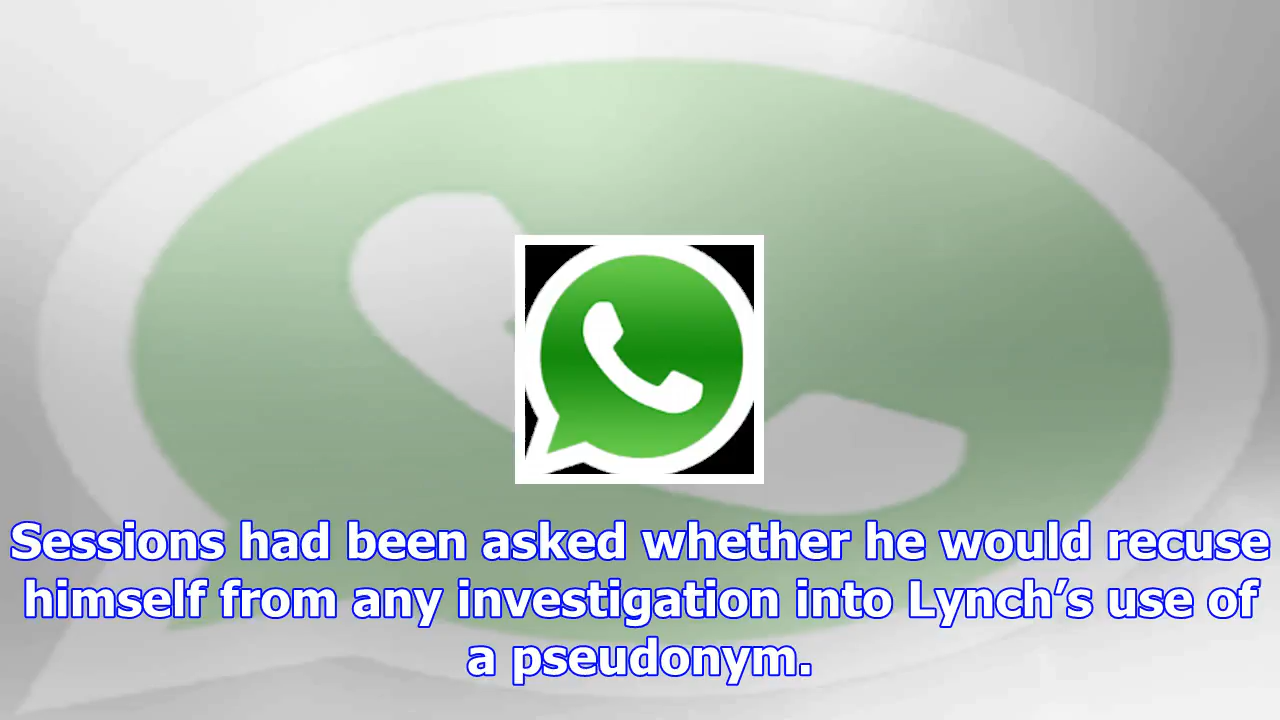 Sessions had been asked whether he would recuse
himself from any investigation into Lynch’s use of
a pseudonym.